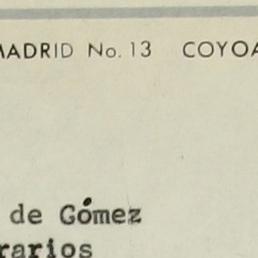 MADRID No. 13 COYOA
de Gómez
rarios